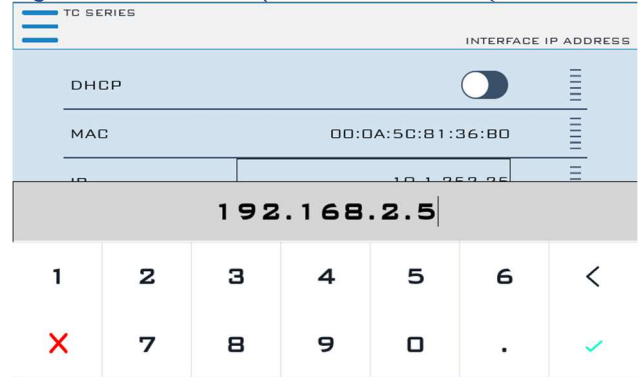 TC SERIES
INTERFACE IP ADDRESS
DHCP
MAC 00:0A:5C:81:36:80
192.168.2.5
1 2 3 4 5 6 <
7 8 9 0 .